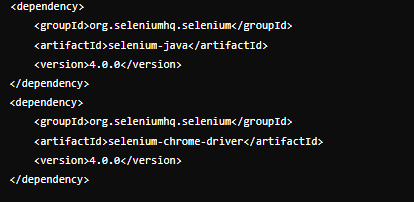 <dependency>
    <groupId>org.seleniumhq.selenium</groupId>
    <artifactId>selenium-java</artifactId>
    <version>4.0.0</version>
</dependency>
<dependency>
    <groupId>org.seleniumhq.selenium</groupId>
    <artifactId>selenium-chrome-driver</artifactId>
    <version>4.0.0</version>
</dependency>